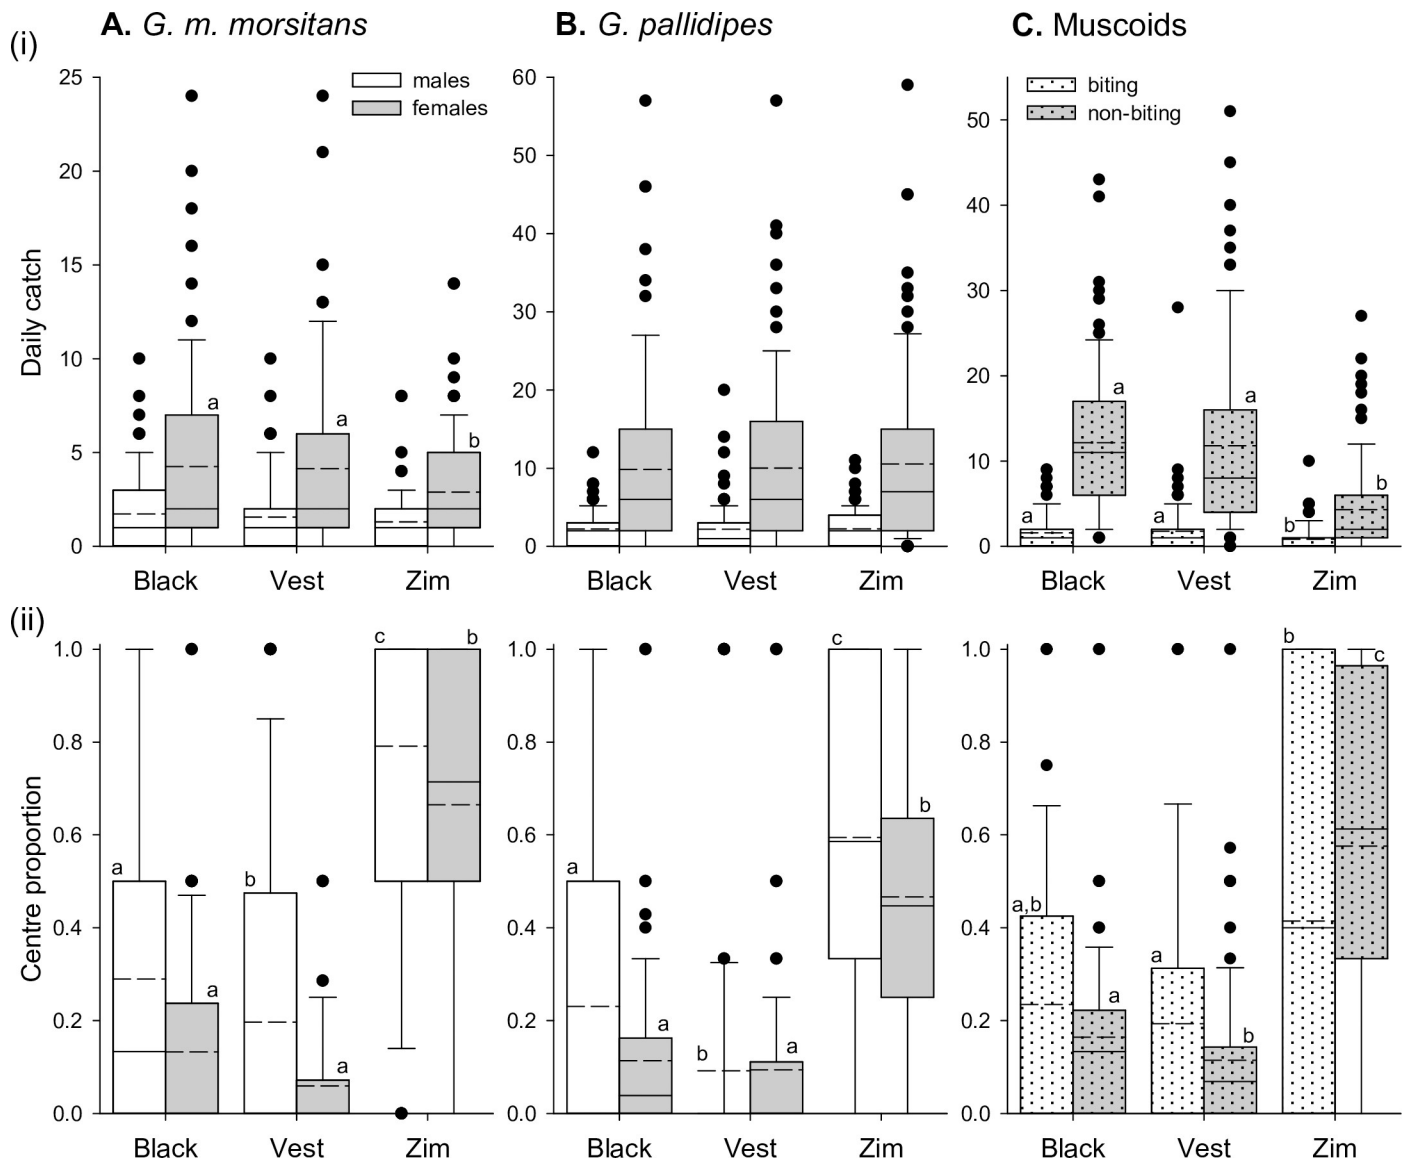 A. G. m. morsitans
B. G. pallidipes
C. Muscoids
(i)
Daily catch
25
20
15
10
5
0
males
females
a
a
b
Black
Vest
Zim
60
50
40
30
20
10
0
Black
Vest
Zim
50
40
30
20
10
0
biting
non-biting
a
a
a
a
b
b
Black
Vest
Zim
(ii)
Centre proportion
1.0
0.8
0.6
0.4
0.2
0.0
a
a
b
a
c
b
Black
Vest
Zim
1.0
0.8
0.6
0.4
0.2
0.0
a
a
b
a
c
b
Black
Vest
Zim
1.0
0.8
0.6
0.4
0.2
0.0
a,b
a
a
b
b
c
Black
Vest
Zim